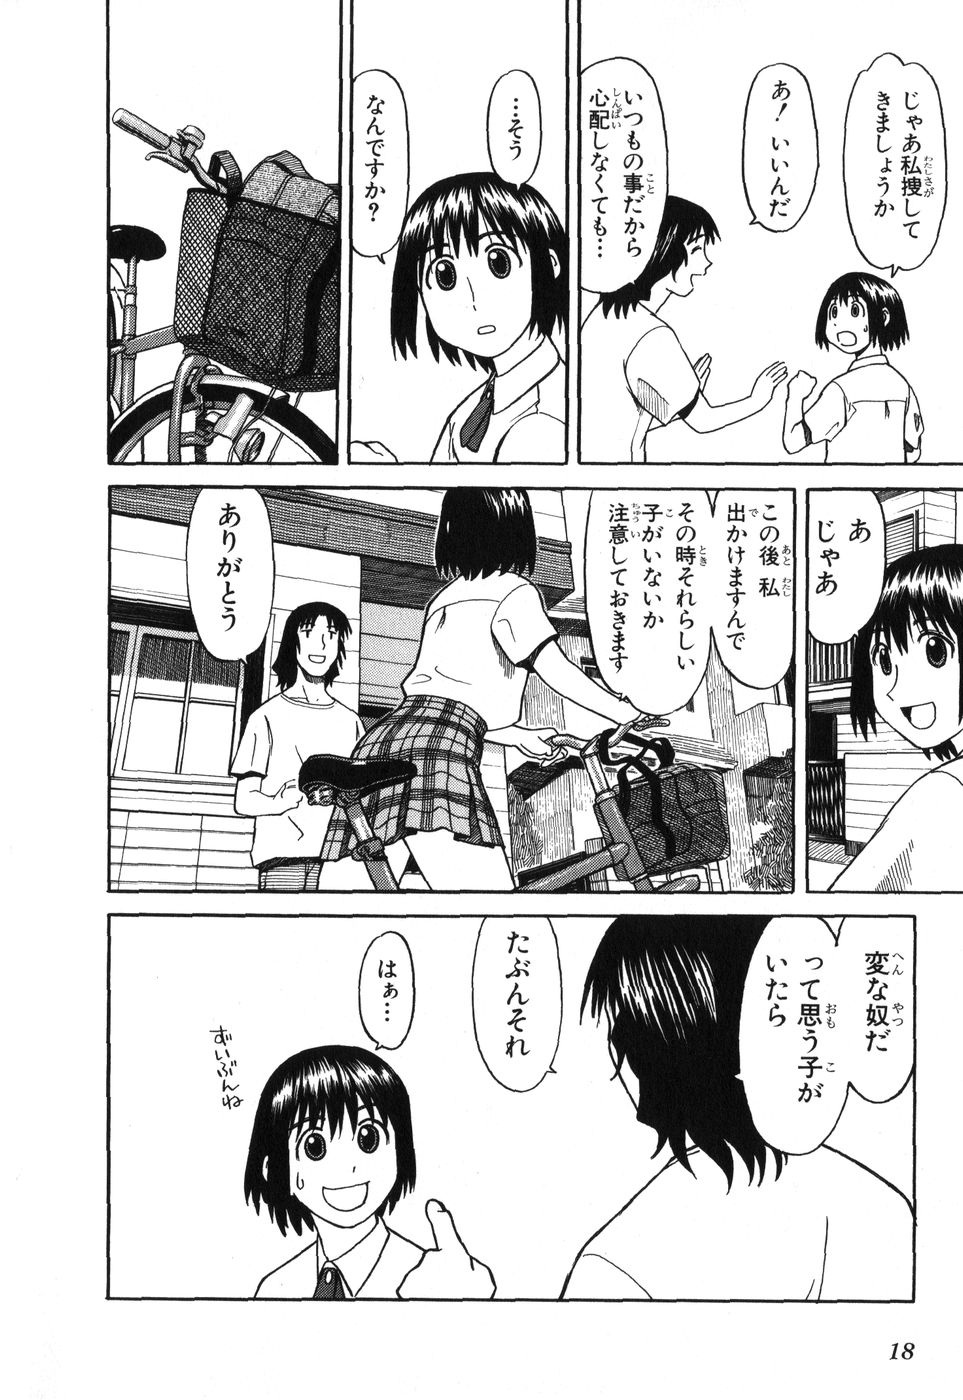 じゃあ私捜して
きましょうか
あ！いいんだ
いつもの事だから
心配しなくても…
…そう
なんですか？
あ
じゃあ
この後私
出かけますんで
その時それらしい
子がいないか
注意しておきます
ありがとう
変な奴だ
って思う子が
いたら
たぶんそれ
はぁ…
ずいぶんね
18